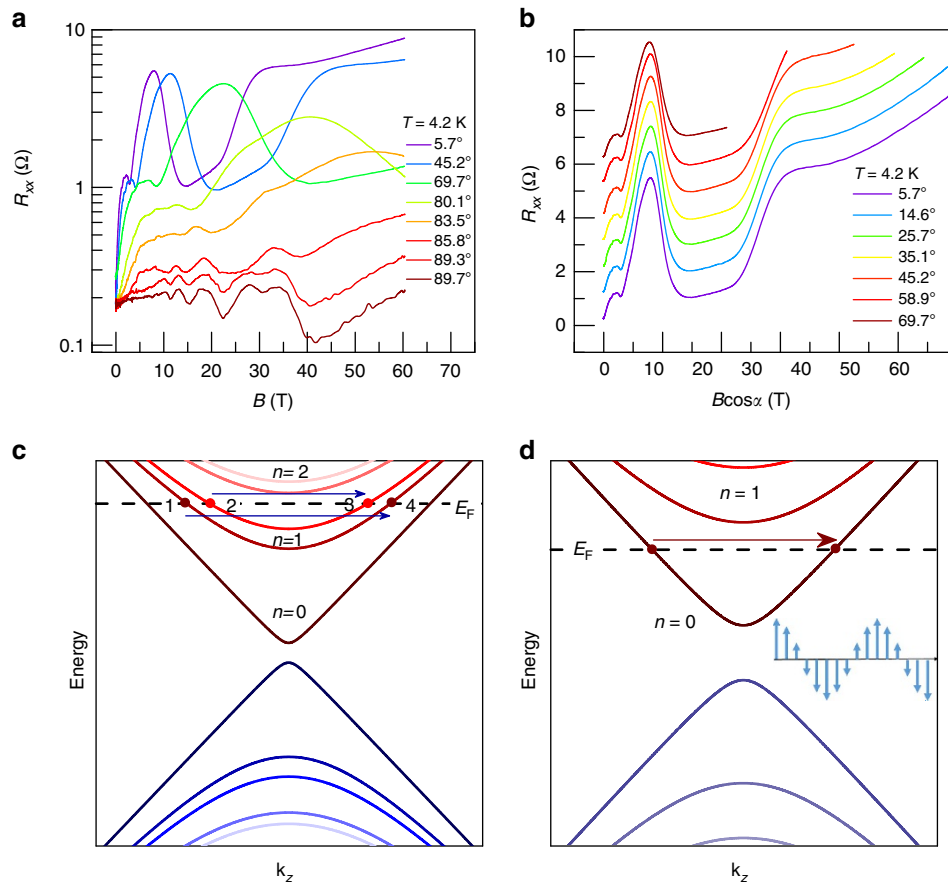 a
10
1
0.1
R_xx (Ω)
0 10 20 30 40 50 60 70
B (T)
T = 4.2 K
5.7°
45.2°
69.7°
80.1°
83.5°
85.8°
89.3°
89.7°
b
10
8
6
4
2
0
R_xx (Ω)
0 10 20 30 40 50 60
Bcosα (T)
T = 4.2 K
5.7°
14.6°
25.7°
35.1°
45.2°
58.9°
69.7°
c
n= 2
1 2 3 4
E_F
n=1
n=0
Energy
k_z
d
n = 1
E_F
n = 0
Energy
k_z